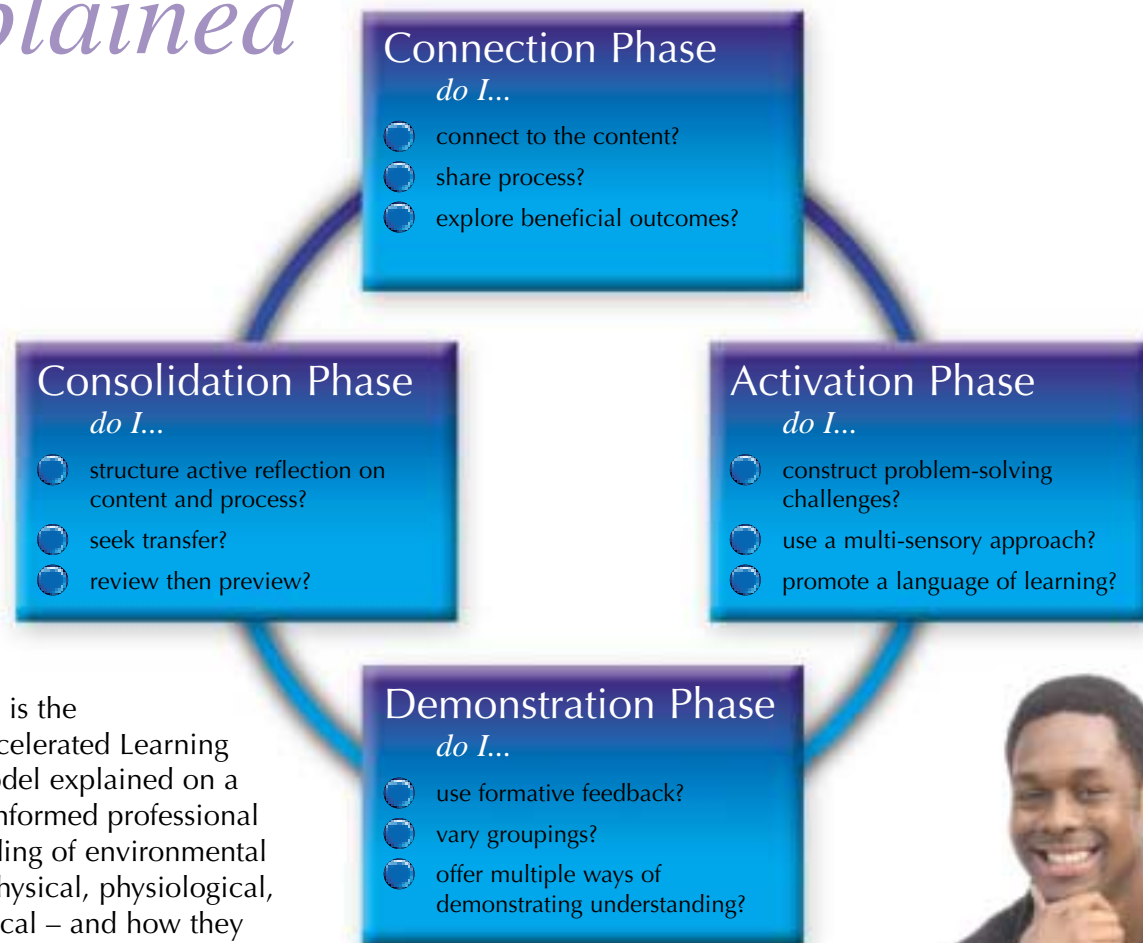 plained
Connection Phase
do I...
connect to the content?
share process?
explore beneficial outcomes?
Consolidation Phase
do I...
structure active reflection on
content and process?
seek transfer?
review then preview?
Activation Phase
do I...
construct problem-solving
challenges?
use a multi-sensory approach?
promote a language of learning?
Demonstration Phase
do I...
use formative feedback?
vary groupings?
offer multiple ways of
demonstrating understanding?
is the
celerated Learning
del explained on a
nformed professional
ling of environmental
hysical, physiological,
cal – and how they